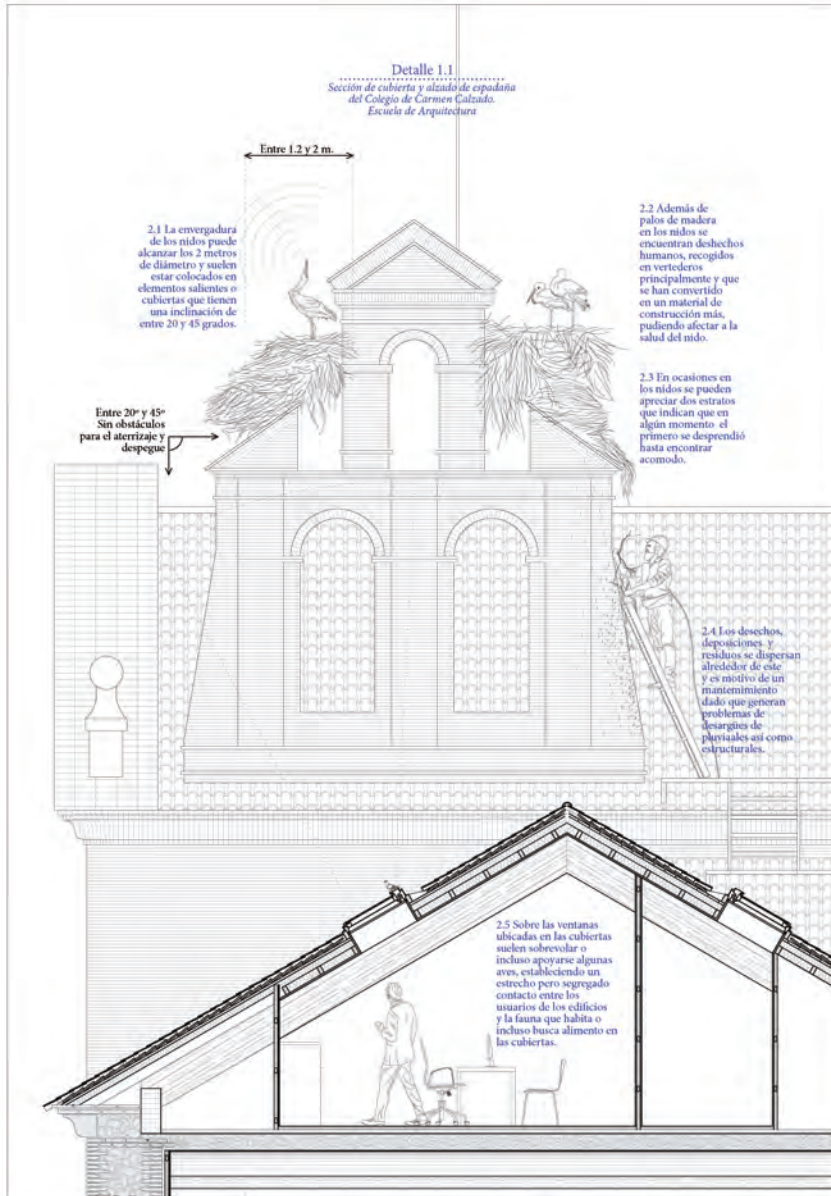 Detalle 1.1
Sección de cubierta y alzado de espadaña
del Colegio de Carmen Calzado.
Escuela de Arquitectura
Entre 1.2 y 2 m.
2.1 La envergadura
de los nidos puede
alcanzar los 2 metros
de diámetro y suelen
estar colocados en
elementos salientes o
cubiertas que tienen
una inclinación de
entre 20 y 45 grados.
2.2 Además de
palos de madera
en los nidos se
encuentran deshechos
humanos, recogidos
en vertederos
principalmente y que
se han convertido
en un material de
construcción más,
pudiendo afectar a la
salud del nido.
2.3 En ocasiones en
los nidos se pueden
apreciar dos estratos
que indican que en
algún momento el
primero se desprendió
hasta encontrar
acomodo.
Entre 20º y 45º
Sin obstáculos
para el aterrizaje y
despegue
2.4 Los desechos,
deposiciones y
residuos se dispersan
alrededor de este
y es motivo de un
mantemimiento
dado que generan
problemas de
desargües de
pluviaales así como
estructurales.
2.5 Sobre las ventanas
ubicadas en las cubiertas
suelen sobrevolar o
incluso apoyarse algunas
aves, estableciendo un
estrecho pero segregado
contacto entre los
usuarios de los edificios
y la fauna que habita o
incluso busca alimento en
las cubiertas.